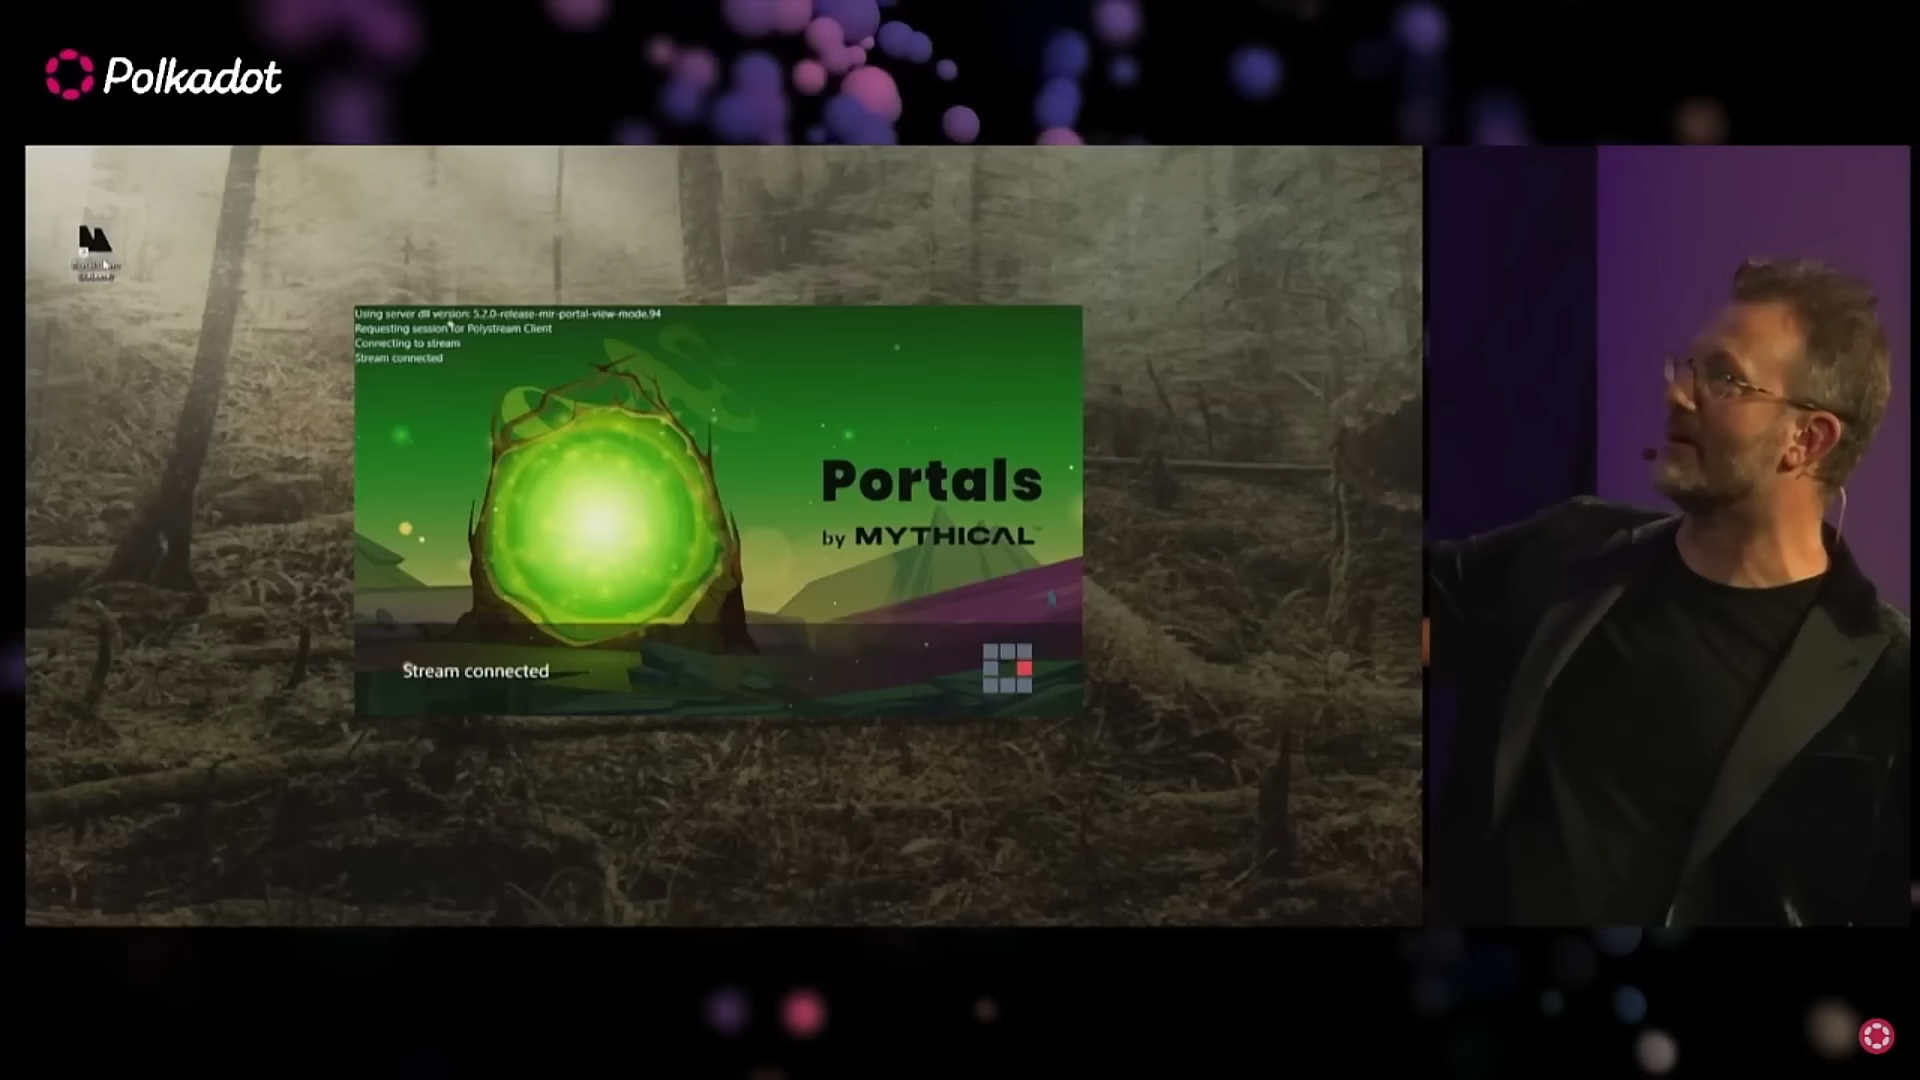 Polkadot
Using server dll version: 5.2.0-release-mir-portal-view-mode.94
Requesting session for Polystream Client
Connecting to stream
Stream connected
Portals
by MYTHICAL
Stream connected